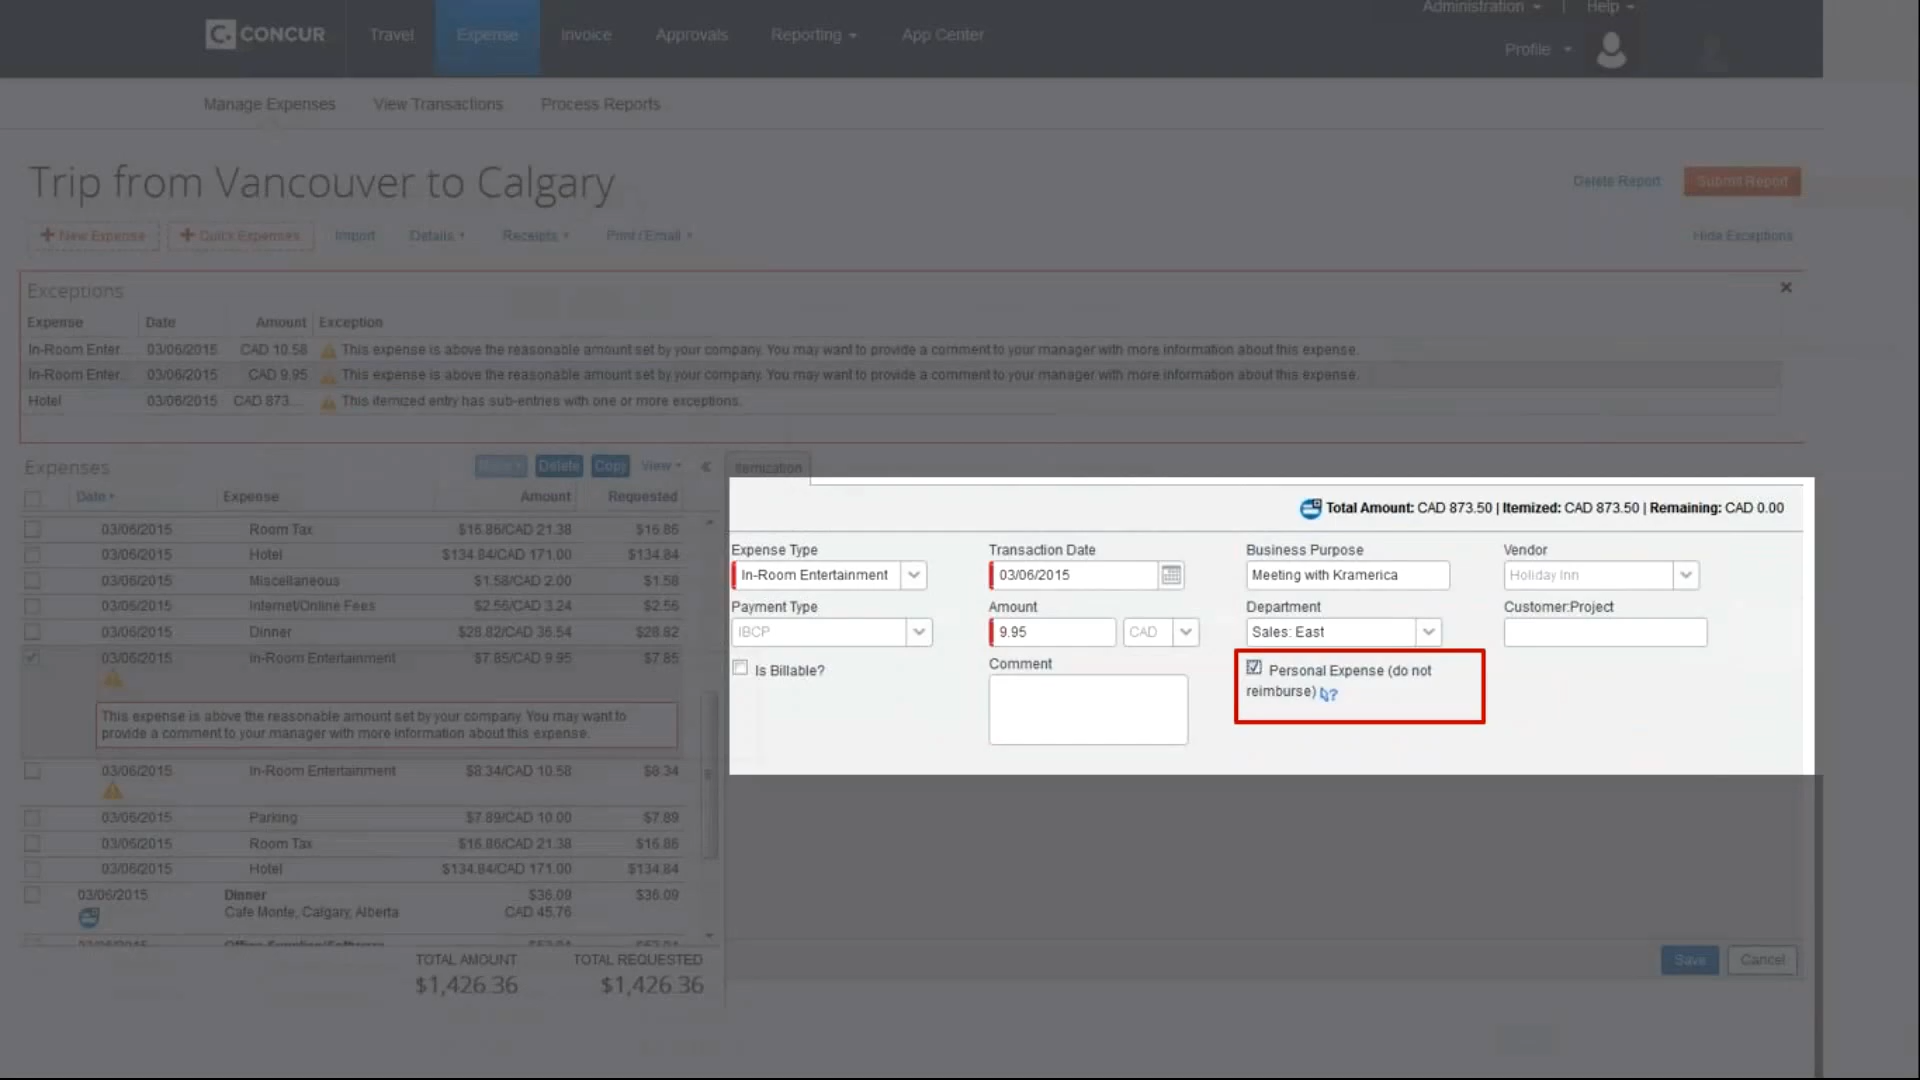 CONCUR Travel Expense Invoice Approvals Reporting App Center
Administration | Help
Profile
Manage Expenses View Transactions Process Reports
Trip from Vancouver to Calgary
Delete Report Submit Report
+ New Expense + Quick Expenses Import Details Receipts Print / Email
Hide Exceptions
Exceptions
Expense Date Amount Exception
In-Room Enter... 03/06/2015 CAD 10.58 This expense is above the reasonable amount set by your company. You may want to provide a comment to your manager with more information about this expense.
In-Room Enter... 03/06/2015 CAD 9.95 This expense is above the reasonable amount set by your company. You may want to provide a comment to your manager with more information about this expense.
Hotel 03/06/2015 CAD 873.... This itemized entry has sub-entries with one or more exceptions.
Expenses
Delete Copy View «
Date Expense Amount Requested
03/06/2015 Room Tax $16.86/CAD 21.38 $16.86
03/06/2015 Hotel $134.84/CAD 171.00 $134.84
03/06/2015 Miscellaneous $1.58/CAD 2.00 $1.58
03/06/2015 Internet/Online Fees $2.56/CAD 3.24 $2.56
03/06/2015 Dinner $28.82/CAD 36.54 $28.82
03/06/2015 In-Room Entertainment $7.85/CAD 9.95 $7.85
This expense is above the reasonable amount set by your company. You may want to
provide a comment to your manager with more information about this expense.
03/06/2015 In-Room Entertainment $8.34/CAD 10.58 $8.34
03/06/2015 Parking $7.89/CAD 10.00 $7.89
03/06/2015 Room Tax $16.86/CAD 21.38 $16.86
03/06/2015 Hotel $134.84/CAD 171.00 $134.84
03/06/2015 Dinner $36.09 $36.09
Cafe Monte, Calgary, Alberta CAD 45.76
TOTAL AMOUNT TOTAL REQUESTED
$1,426.36 $1,426.36
Itemization
Total Amount: CAD 873.50 | Itemized: CAD 873.50 | Remaining: CAD 0.00
Expense Type Transaction Date Business Purpose Vendor
In-Room Entertainment 03/06/2015 Meeting with Kramerica Holiday Inn
Payment Type Amount Department Customer:Project
IBCP 9.95 CAD Sales: East
Is Billable? Comment Personal Expense (do not
reimburse) ?
Save Cancel